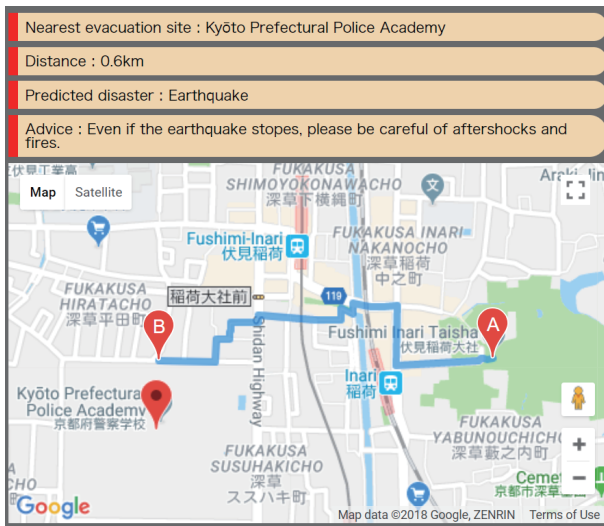 Nearest evacuation site : Kyōto Prefectural Police Academy
Distance : 0.6km
Predicted disaster : Earthquake
Advice : Even if the earthquake stopes, please be careful of aftershocks and
fires.
Map
Satellite
FUKAKUSA
SHIMOYOKONAWACHO
深草下横縄町
Fushimi-Inari
伏見稲荷
FUKAKUSA INARI
NAKANOCHO
深草稲荷
中之町
FUKAKUSA
HIRATACHO
深草平田町
稲荷大社前
119
B
A
Fushimi Inari Taisha
伏見稲荷大社
Shidan Highway
Inari
稲荷
Kyōto Prefectura
Police Academy
京都府警察学校
FUKAKUSA
YABUNOUCHICH
深草藪之内町
FUKAKUSA
SUSUHAKICHO
深草
ススハキ町
Google
Map data ©2018 Google, ZENRIN
Terms of Use